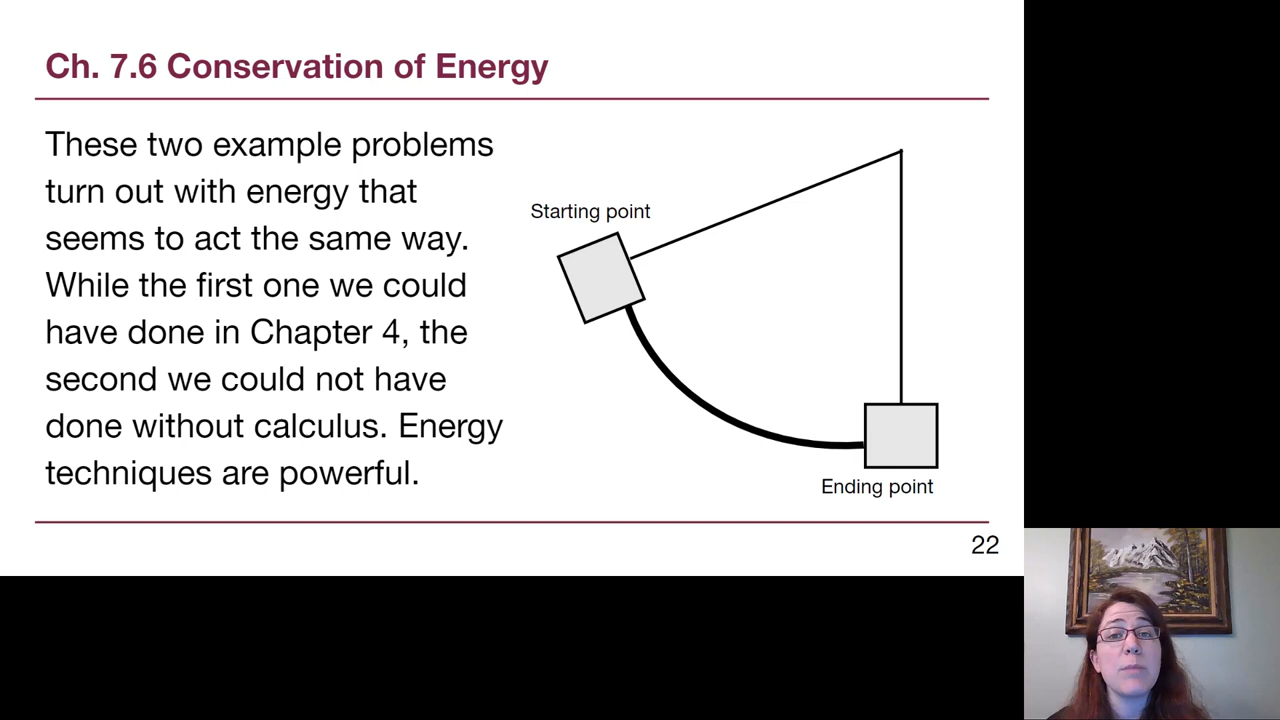 Ch. 7.6 Conservation of Energy
These two example problems
turn out with energy that
seems to act the same way.
While the first one we could
have done in Chapter 4, the
second we could not have
done without calculus. Energy
techniques are powerful.
Starting point
Ending point
22